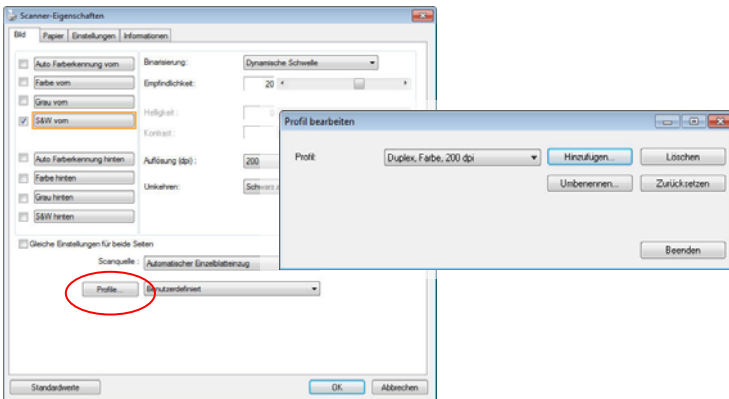 Scanner-Eigenschaften
Bild Papier Einstellungen Informationen
Auto Farberkennung vorn
Farbe vorn
Grau vorn
S&W vorn
Auto Farberkennung hinten
Farbe hinten
Grau hinten
S&W hinten
Binarisierung: Dynamische Schwelle
Empfindlichkeit: 20
Helligkeit : 0
Kontrast :
Auflösung (dpi) : 200
Umkehren: Schwarz
Gleiche Einstellungen für beide Seiten
Scanquelle : Automatischer Einzelblatteinzug
Profile... Benutzerdefiniert
Standardwerte OK Abbrechen
Profil bearbeiten
Profil: Duplex, Farbe, 200 dpi Hinzufügen... Löschen
Umbenennen... Zurücksetzen
Beenden